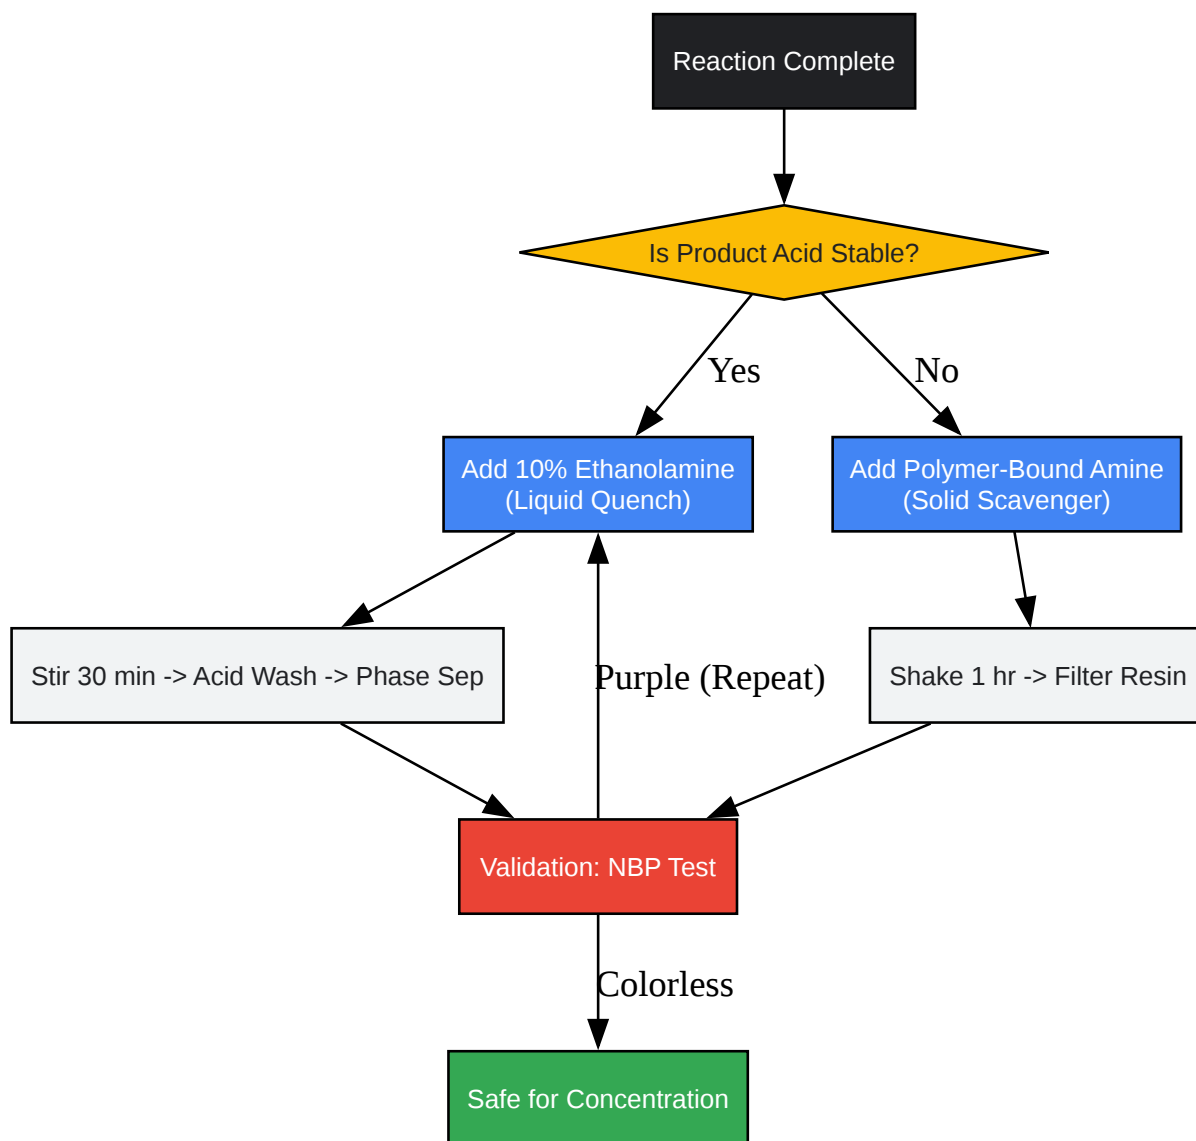 Reaction Complete
Is Product Acid Stable?
Yes
No
Add 10% Ethanolamine
(Liquid Quench)
Add Polymer-Bound Amine
(Solid Scavenger)
Stir 30 min -> Acid Wash -> Phase Sep
Purple (Repeat)
Shake 1 hr -> Filter Resin
Validation: NBP Test
Colorless
Safe for Concentration